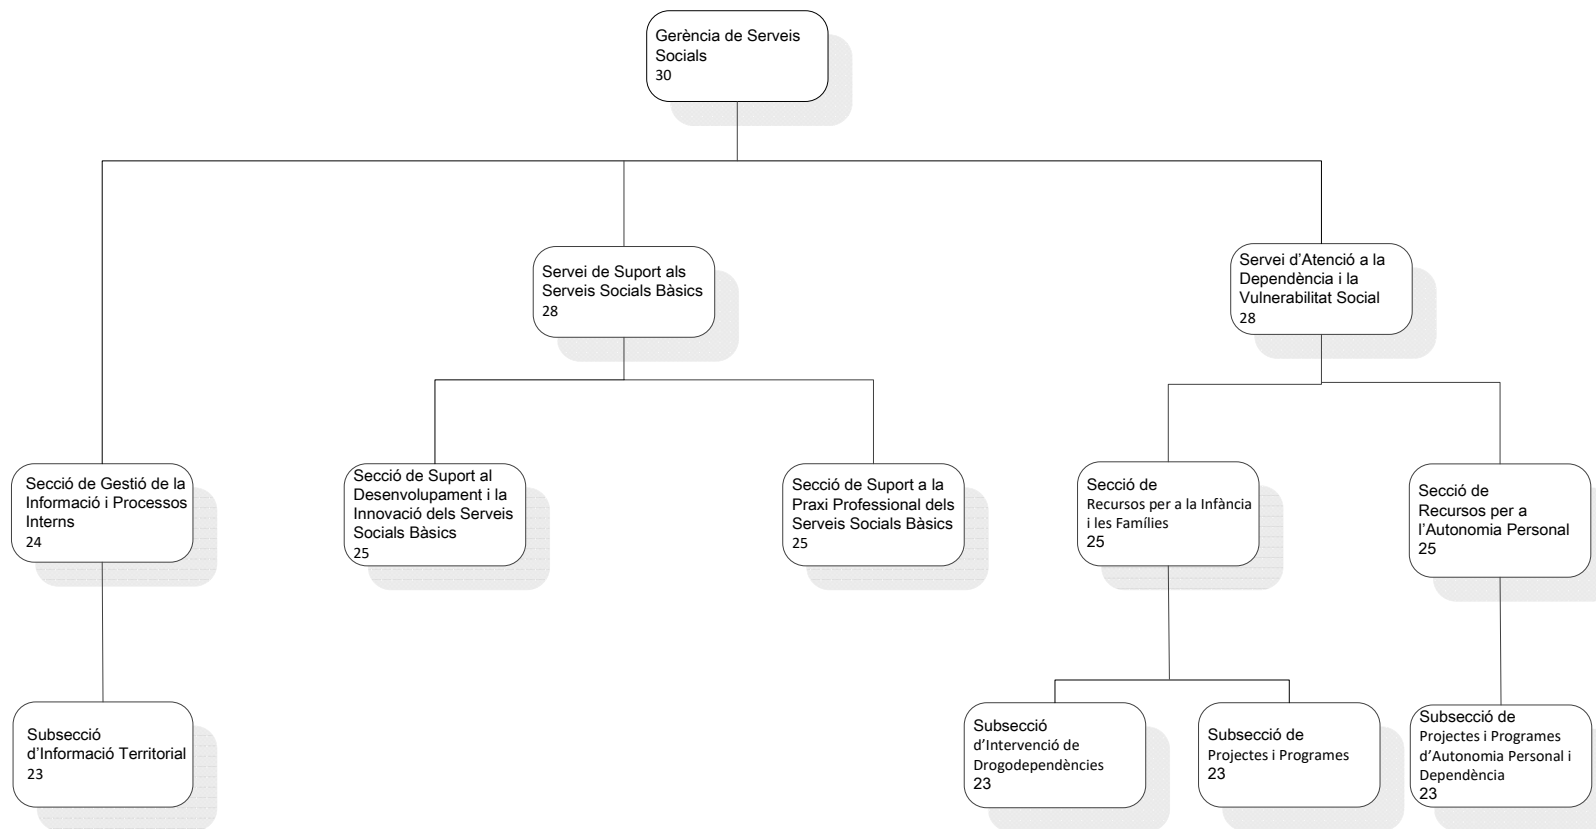 Gerència de Serveis
Socials
30
Servei de Suport als
Serveis Socials Bàsics
28
Servei d’Atenció a la
Dependència i la
Vulnerabilitat Social
28
Secció de Gestió de la
Informació i Processos
Interns
24
Secció de Suport al
Desenvolupament i la
Innovació dels Serveis
Socials Bàsics
25
Secció de Suport a la
Praxi Professional dels
Serveis Socials Bàsics
25
Secció de
Recursos per a la Infància
i les Famílies
25
Secció de
Recursos per a
l’Autonomia Personal
25
Subsecció
d’Informació Territorial
23
Subsecció
d’Intervenció de
Drogodependències
23
Subsecció de
Projectes i Programes
23
Subsecció de
Projectes i Programes
d’Autonomia Personal i
Dependència
23